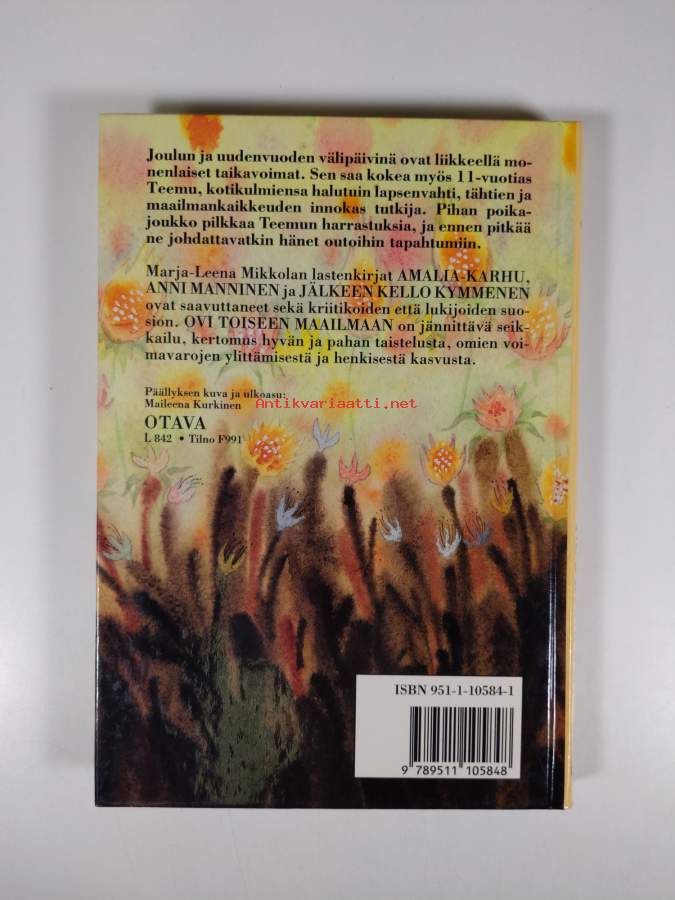 Joulun ja uudenvuoden välipäivinä ovat liikkeellä mo-
nenlaiset taikavoimat. Sen saa kokea myös 11-vuotias
Teemu, kotikulmiensa halutuin lapsenvahti, tähtien ja
maailmankaikkeuden innokas tutkija. Pihan poika-
joukko pilkkaa Teemun harrastuksia, ja ennen pitkää
ne johdattavatkin hänet outoihin tapahtumiin.
Marja-Leena Mikkolan lastenkirjat AMALIA-KARHU,
ANNI MANNINEN ja JÄLKEEN KELLO KYMMENEN
ovat saavuttaneet sekä kriitikoiden että lukijoiden suo-
sion. OVI TOISEEN MAAILMAAN on jännittävä seik-
kailu, kertomus hyvän ja pahan taistelusta, omien voi-
mavarojen ylittämisestä ja henkisestä kasvusta.
Päällyksen kuva ja ulkoasu:
Maileena Kurkinen
Antikvariaatti.net
OTAVA
L 842 • Tilno F991
ISBN 951-1-10584-1
9 789511 105848